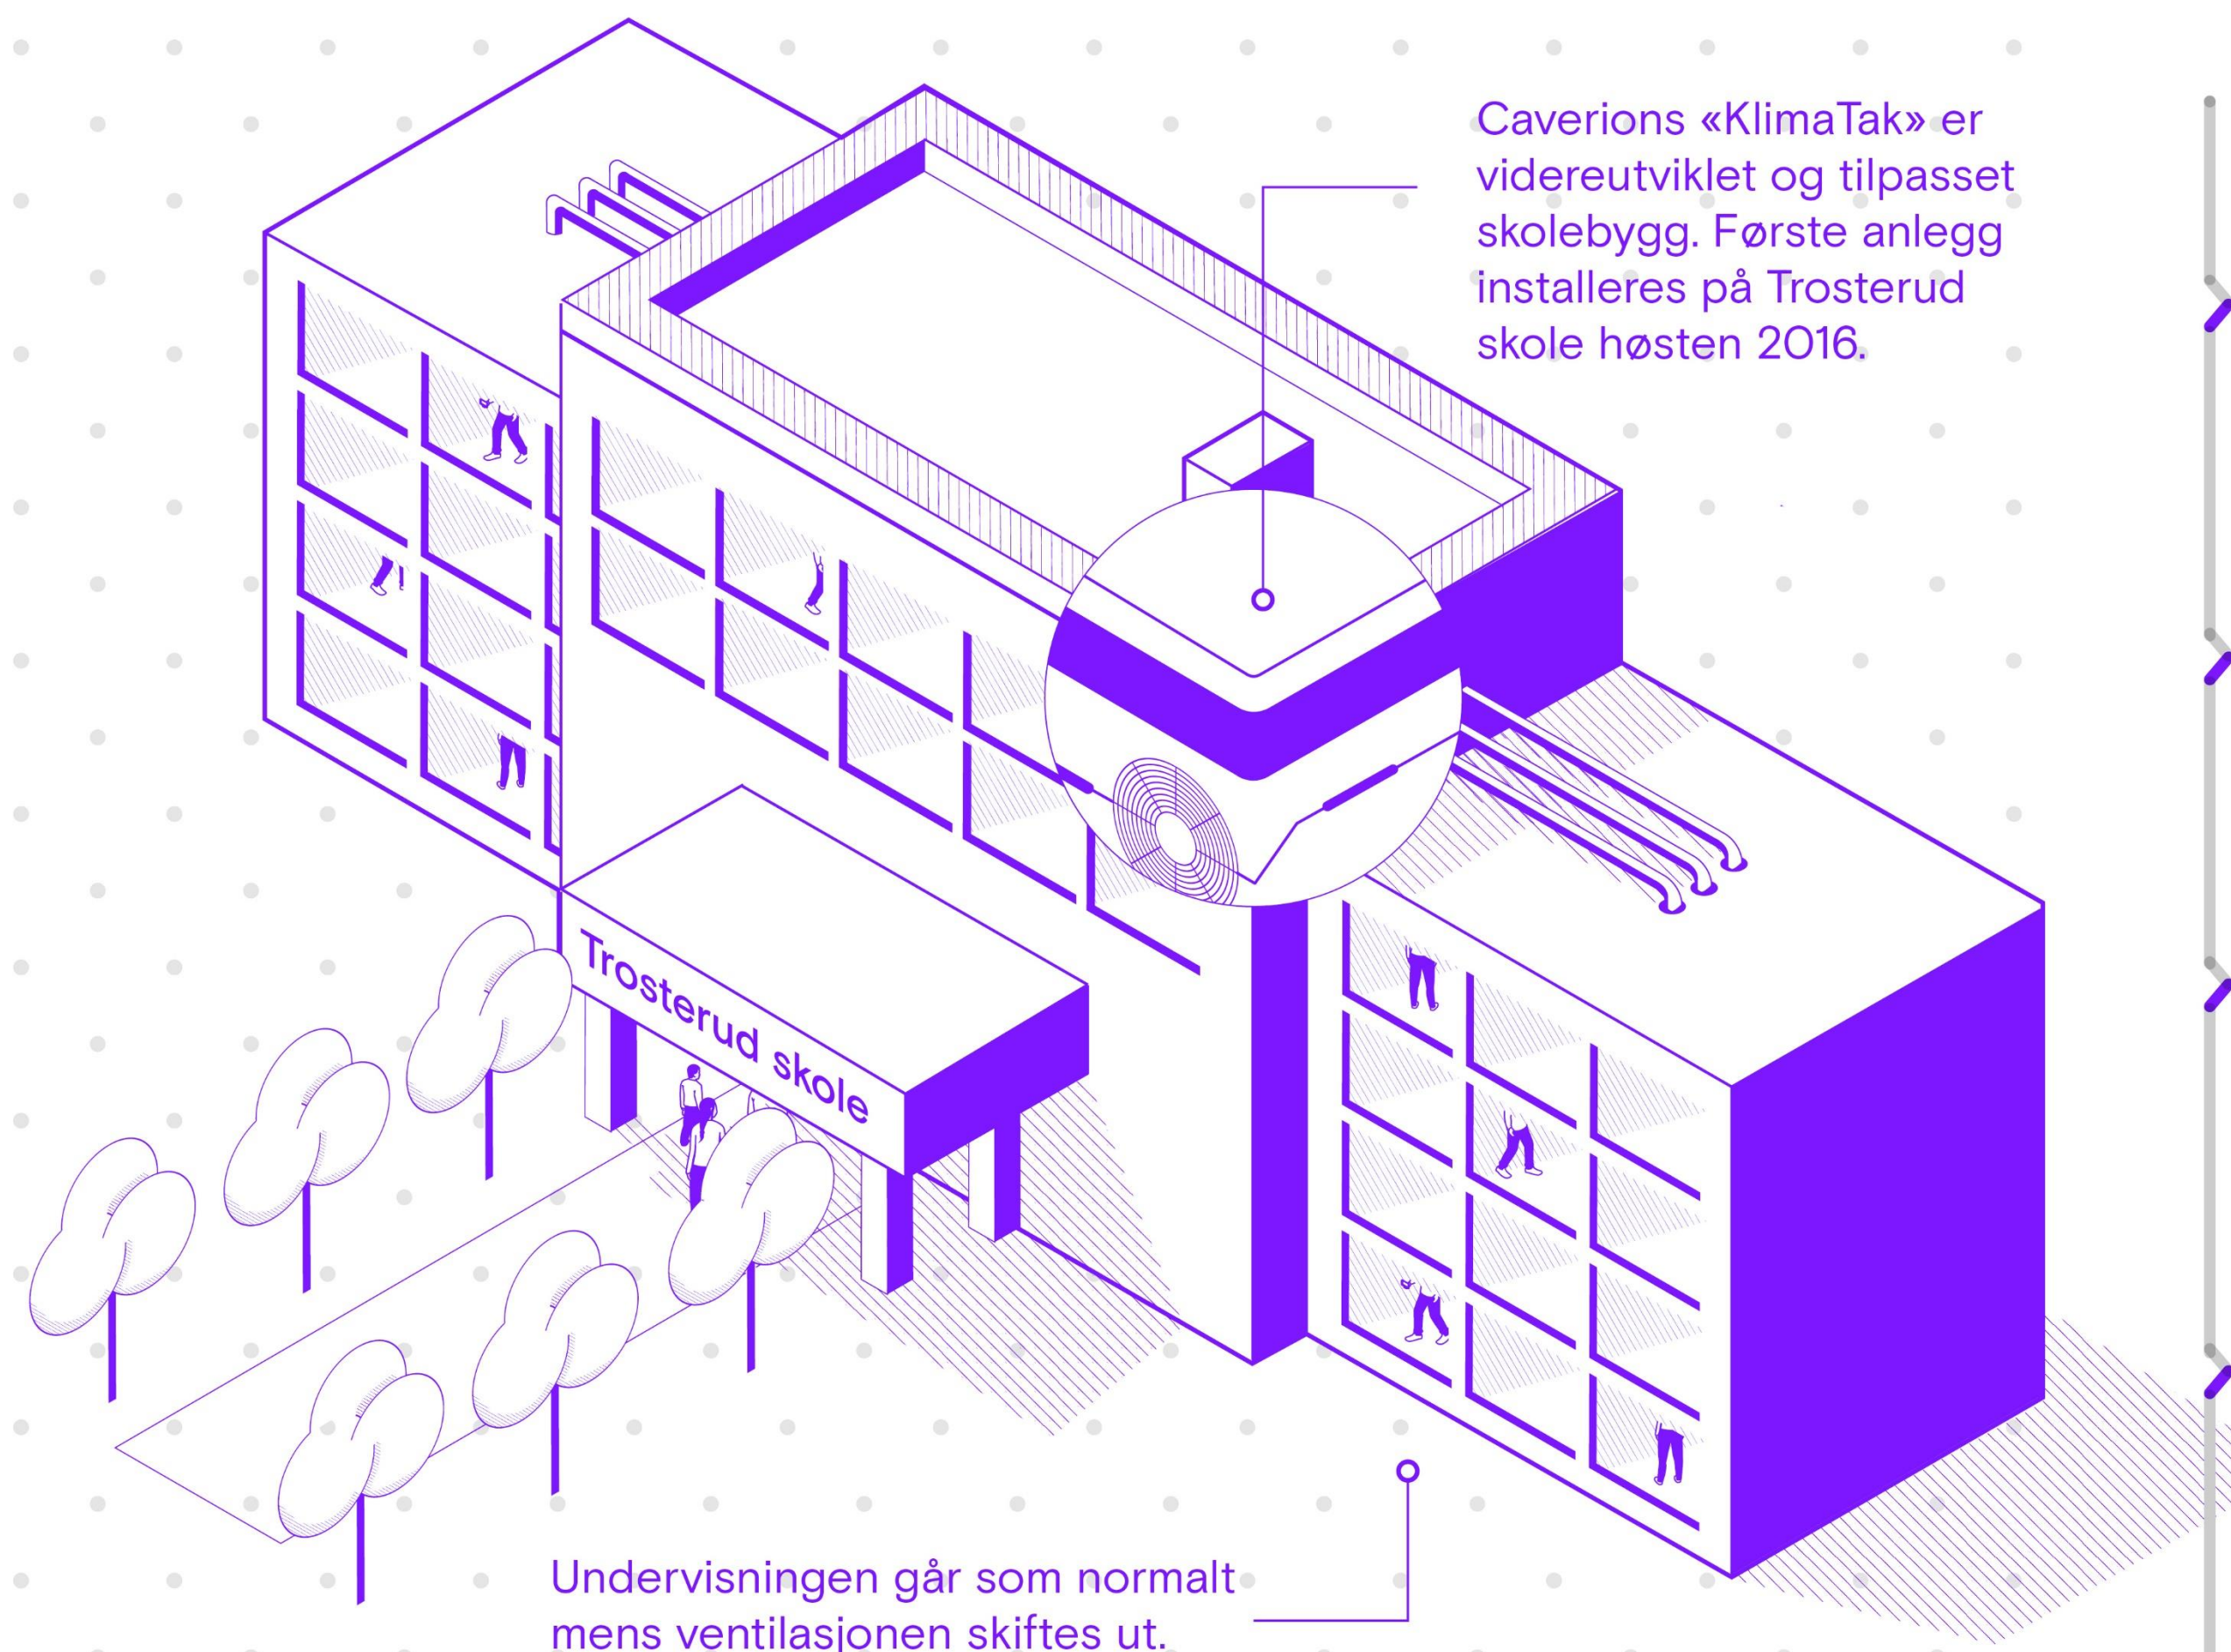 Caverions «KlimaTak» er
videreutviklet og tilpasset
skolebygg. Første anlegg
installeres på Trosterud
skole høsten 2016.
Trosterud skole
Undervisningen går som normalt
mens ventilasjonen skiftes ut.